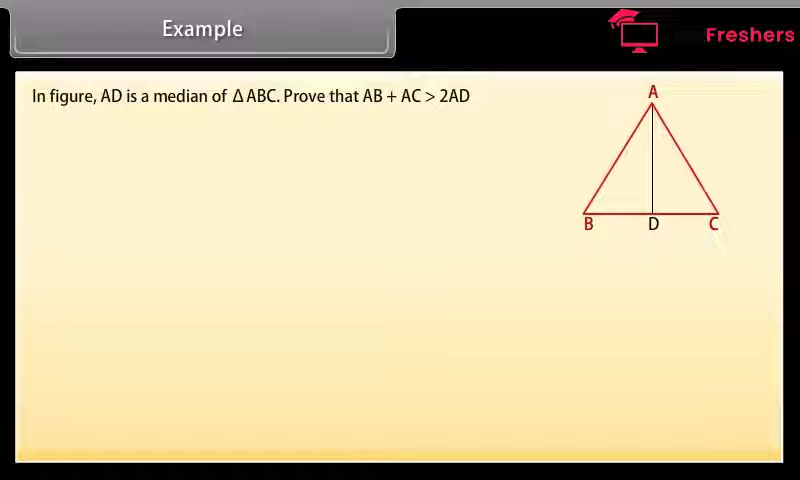 Example
Freshers
In figure, AD is a median of Δ ABC. Prove that AB + AC > 2AD
A
B
D
C